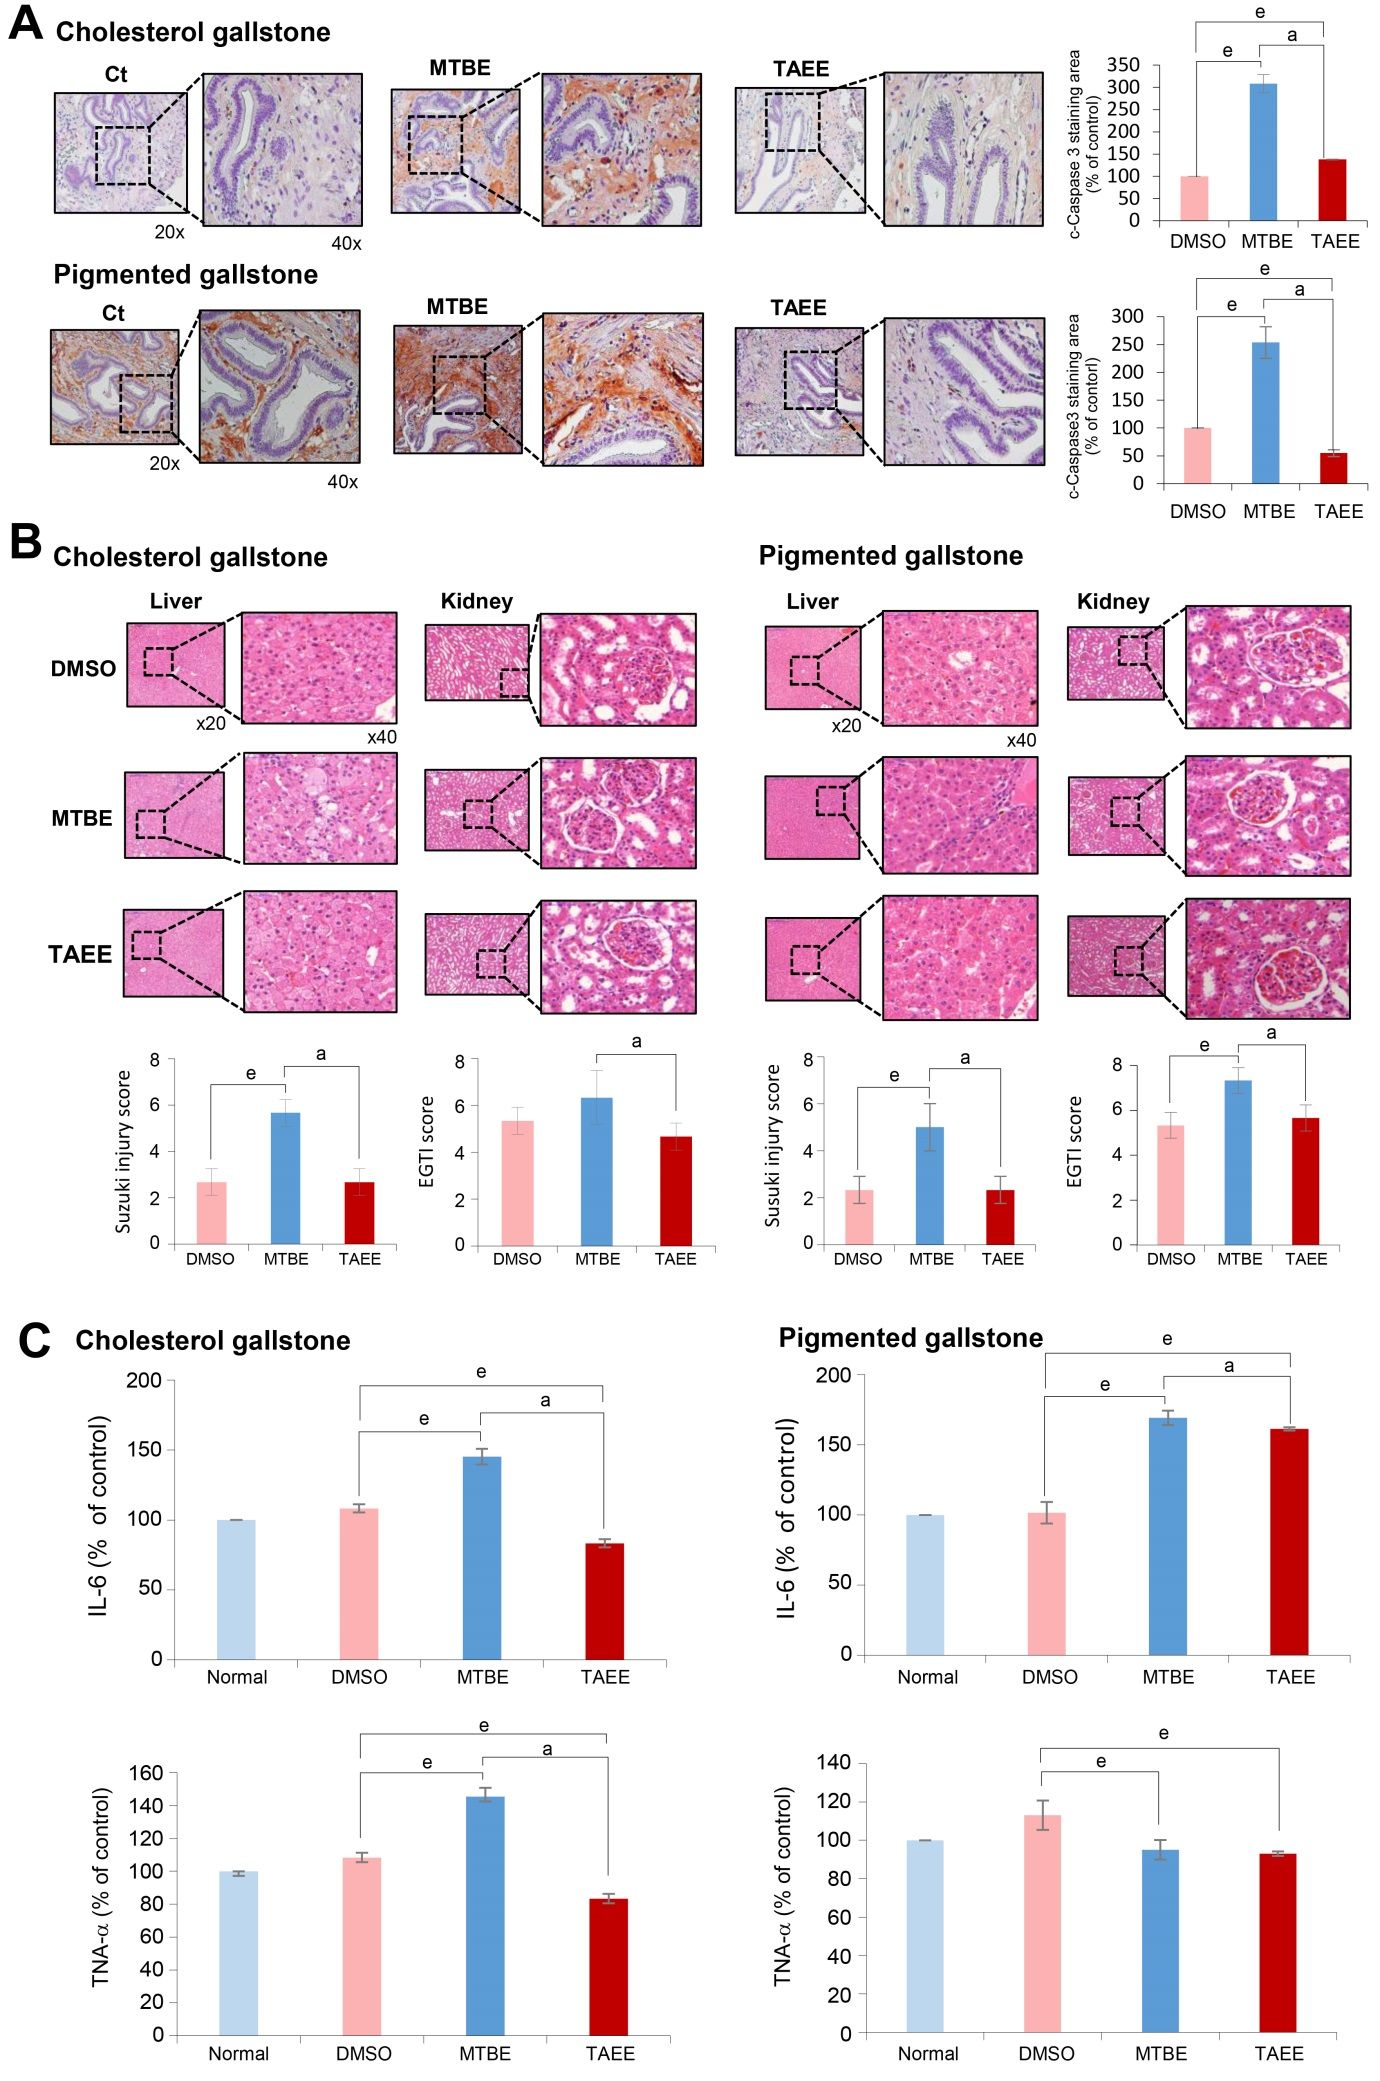 A
Cholesterol gallstone
Ct
MTBE
TAEE
20x
40x
c-Caspase 3 staining area
(% of control)
350
300
250
200
150
100
50
0
e
e
a
DMSO MTBE TAEE
Pigmented gallstone
Ct
MTBE
TAEE
20x
40x
c-Caspase3 staining area
(% of contorl)
300
250
200
150
100
50
0
e
e
a
DMSO MTBE TAEE
B
Cholesterol gallstone
Pigmented gallstone
Liver
Kidney
Liver
Kidney
DMSO
x20
x40
x20
x40
MTBE
TAEE
Suzuki injury score
8
6
4
2
0
e
a
DMSO MTBE TAEE
EGTI score
8
6
4
2
0
a
DMSO MTBE TAEE
Susuki injury score
8
6
4
2
0
e
a
DMSO MTBE TAEE
EGTI score
8
6
4
2
0
e
a
DMSO MTBE TAEE
C
Cholesterol gallstone
Pigmented gallstone
IL-6 (% of control)
200
150
100
50
0
e
e
a
Normal DMSO MTBE TAEE
IL-6 (% of control)
200
150
100
50
0
e
e
a
Normal DMSO MTBE TAEE
TNA-α (% of control)
160
140
120
100
80
60
40
20
0
e
e
a
Normal DMSO MTBE TAEE
TNA-α (% of control)
140
120
100
80
60
40
20
0
e
e
Normal DMSO MTBE TAEE